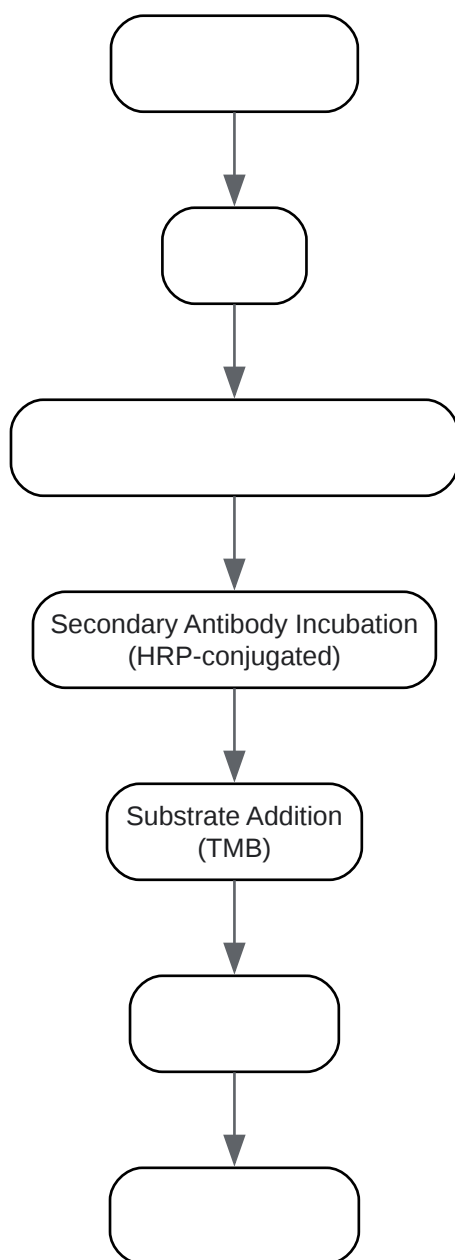 Secondary Antibody Incubation
(HRP-conjugated)
Substrate Addition
(TMB)